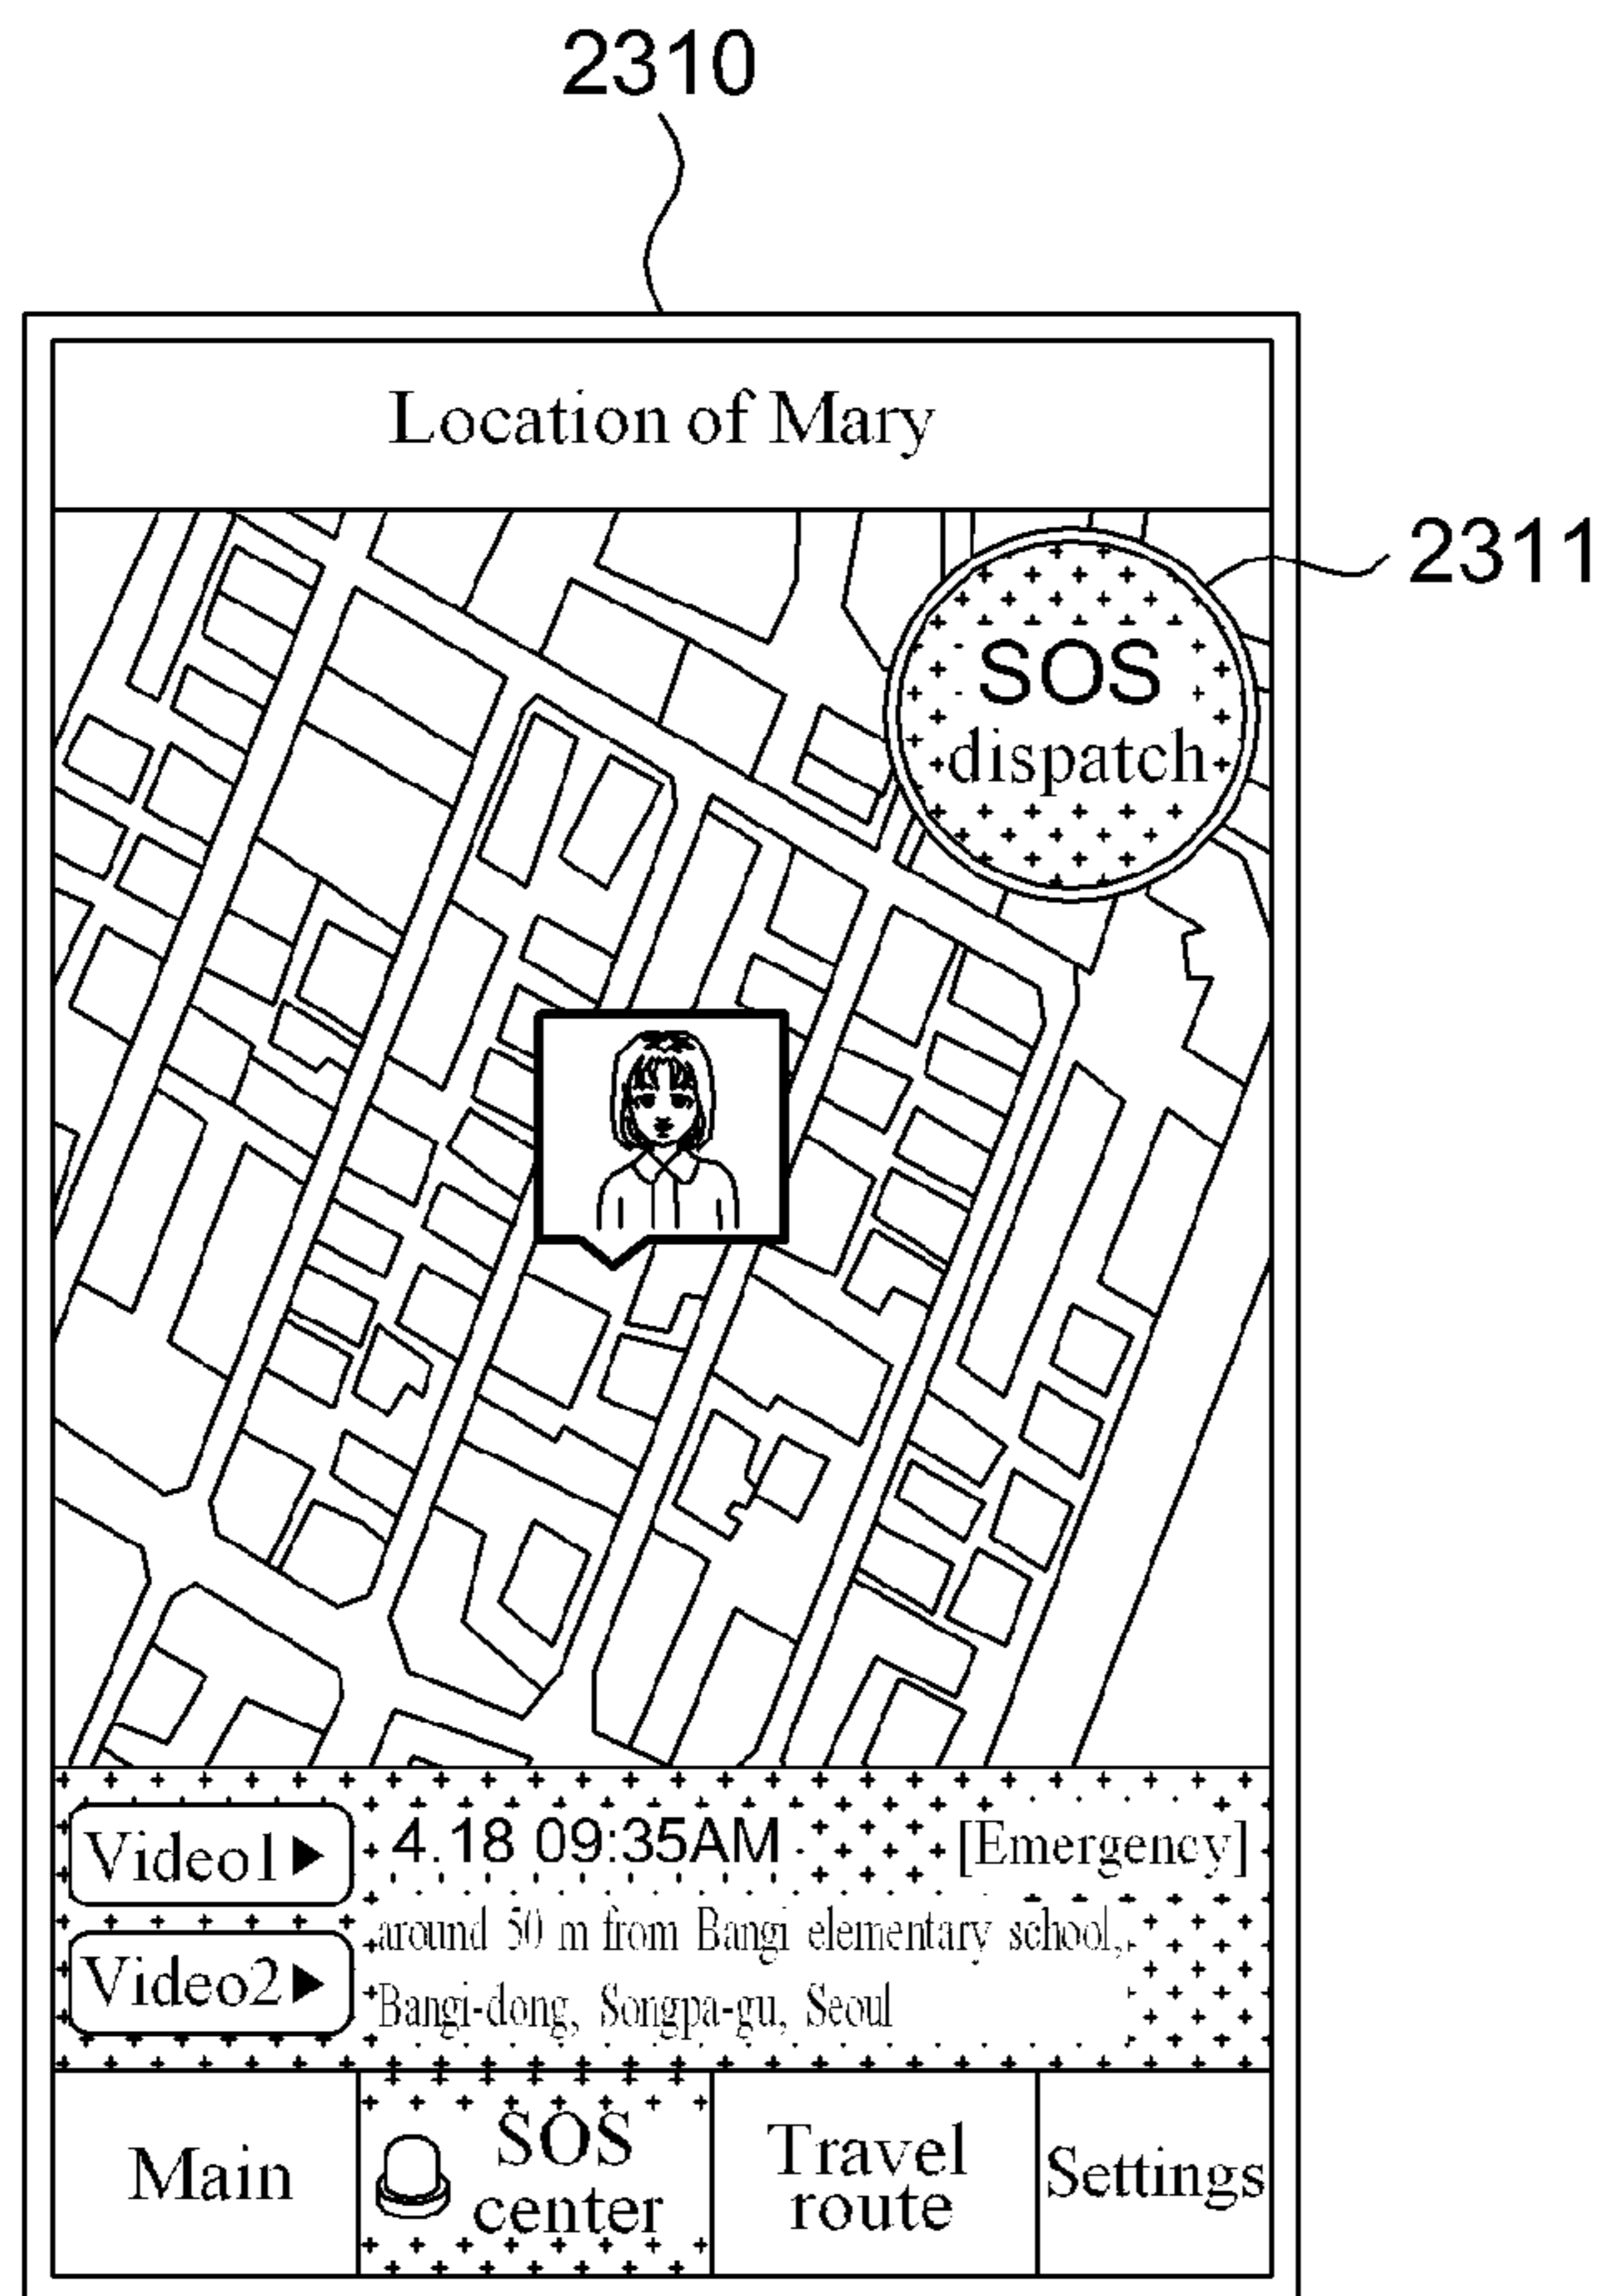 2310
Location of Mary
2311
SOS
dispatch
Video1
4.18 09:35AM
[Emergency]
around 50 m from Bangi elementary school,
Video2
Bangi-dong, Songpa-gu, Seoul
Main
SOS
center
Travel
route
Settings